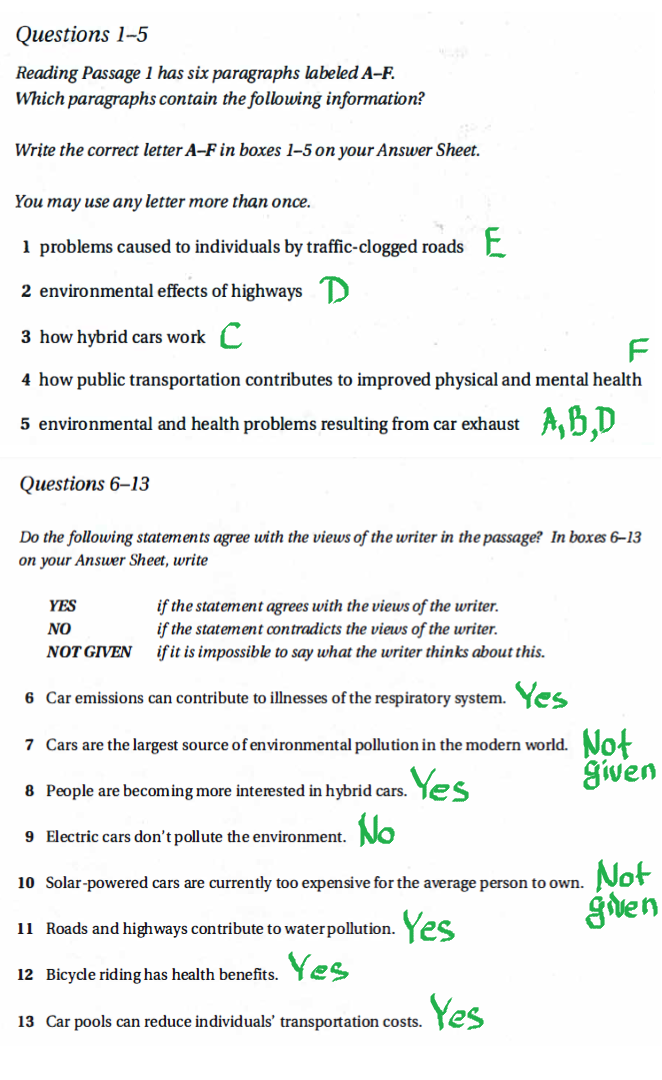 Questions 1–5
Reading Passage 1 has six paragraphs labeled A–F.
Which paragraphs contain the following information?
Write the correct letter A–F in boxes 1–5 on your Answer Sheet.
You may use any letter more than once.
1 problems caused to individuals by traffic-clogged roads E
2 environmental effects of highways D
3 how hybrid cars work C
4 how public transportation contributes to improved physical and mental health F
5 environmental and health problems resulting from car exhaust A, B, D
Questions 6–13
Do the following statements agree with the views of the writer in the passage? In boxes 6–13
on your Answer Sheet, write
YES if the statement agrees with the views of the writer.
NO if the statement contradicts the views of the writer.
NOT GIVEN if it is impossible to say what the writer thinks about this.
6 Car emissions can contribute to illnesses of the respiratory system. Yes
7 Cars are the largest source of environmental pollution in the modern world. Not given
8 People are becoming more interested in hybrid cars. Yes
9 Electric cars don't pollute the environment. No
10 Solar-powered cars are currently too expensive for the average person to own. Not given
11 Roads and highways contribute to water pollution. Yes
12 Bicycle riding has health benefits. Yes
13 Car pools can reduce individuals' transportation costs. Yes